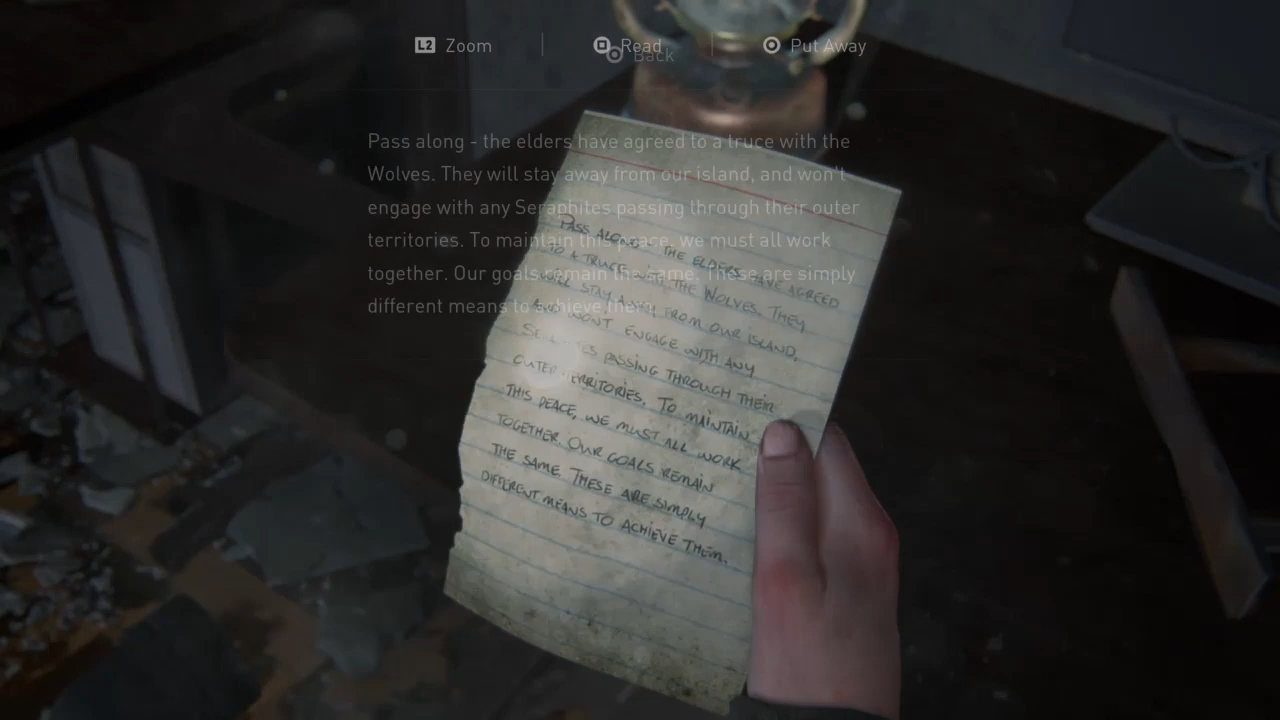 L2 Zoom
Read
Put Away
Back
Pass along - the elders have agreed to a truce with the
Wolves. They will stay away from our island, and won't
engage with any Seraphites passing through their outer
territories. To maintain this peace, we must all work
together. Our goals remain the same. These are simply
different means to achieve them.
PASS ALONG - THE ELDERS HAVE AGREED
TO A TRUCE WITH THE WOLVES. THEY
WILL STAY AWAY FROM OUR ISLAND,
AND WON'T ENGAGE WITH ANY
PASSING THROUGH THEIR
OUTER TERRITORIES. TO MAINTAIN
THIS PEACE, WE MUST ALL WORK
TOGETHER. OUR GOALS REMAIN
THE SAME. THESE ARE SIMPLY
DIFFERENT MEANS TO ACHIEVE THEM.